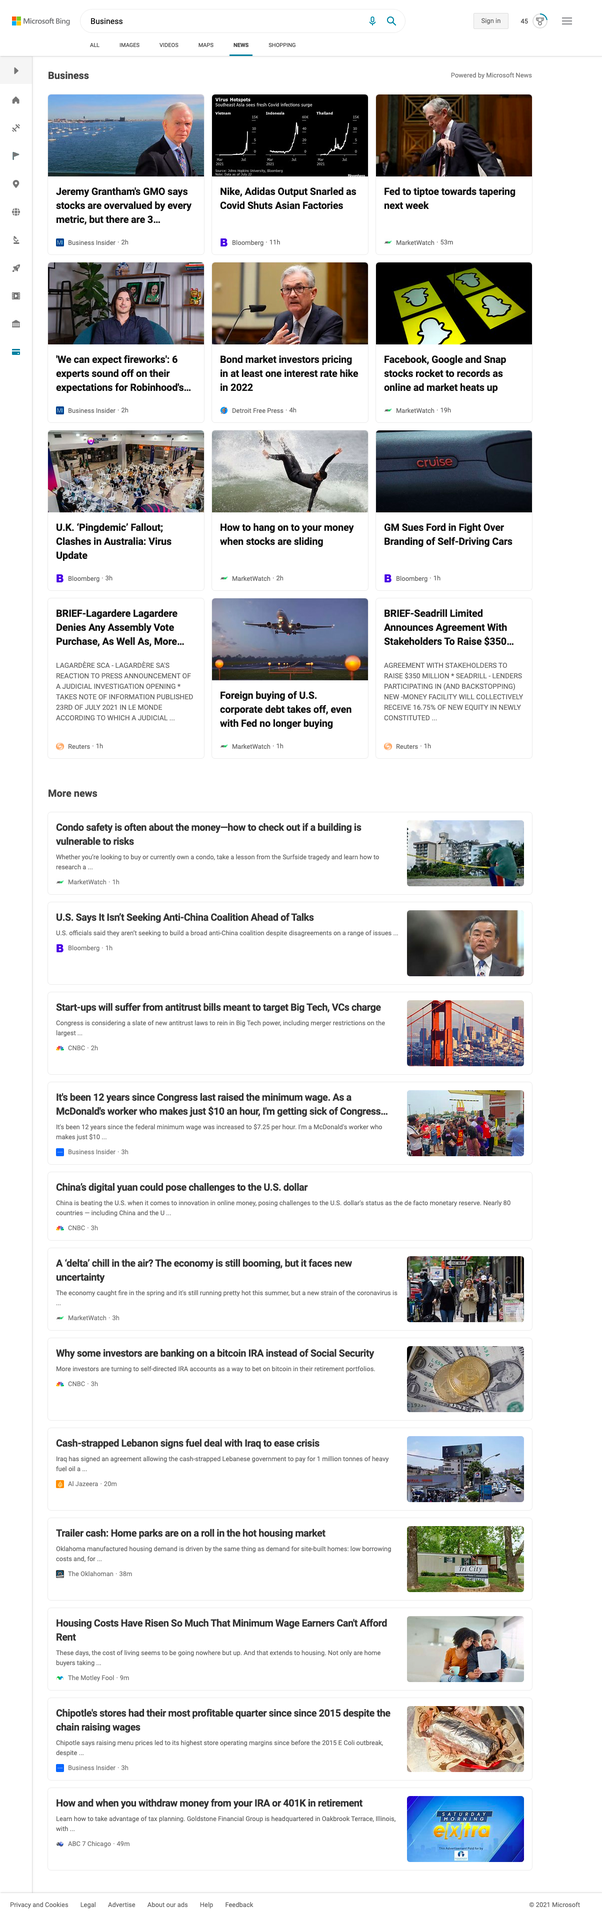 Microsoft Bing
Business
Sign in
45
ALL
IMAGES
VIDEOS
MAPS
NEWS
SHOPPING
Business
Powered by Microsoft News
Virus Hotspots
Southeast Asia sees fresh Covid infections surge
Vietnam
Indonesia
Thailand
Jeremy Grantham's GMO says
stocks are overvalued by every
metric, but there are 3...
Business Insider · 2h
Nike, Adidas Output Snarled as
Covid Shuts Asian Factories
Bloomberg · 11h
Fed to tiptoe towards tapering
next week
MarketWatch · 53m
'We can expect fireworks': 6
experts sound off on their
expectations for Robinhood's...
Business Insider · 2h
Bond market investors pricing
in at least one interest rate hike
in 2022
Detroit Free Press · 4h
Facebook, Google and Snap
stocks rocket to records as
online ad market heats up
MarketWatch · 19h
cruise
U.K. ‘Pingdemic’ Fallout;
Clashes in Australia: Virus
Update
Bloomberg · 3h
How to hang on to your money
when stocks are sliding
MarketWatch · 2h
GM Sues Ford in Fight Over
Branding of Self-Driving Cars
Bloomberg · 1h
BRIEF-Lagardere Lagardere
Denies Any Assembly Vote
Purchase, As Well As, More...
LAGARDÈRE SCA - LAGARDÈRE SA'S
REACTION TO PRESS ANNOUNCEMENT OF
A JUDICIAL INVESTIGATION OPENING *
TAKES NOTE OF INFORMATION PUBLISHED
23RD OF JULY 2021 IN LE MONDE
ACCORDING TO WHICH A JUDICIAL ...
Reuters · 1h
Foreign buying of U.S.
corporate debt takes off, even
with Fed no longer buying
MarketWatch · 1h
BRIEF-Seadrill Limited
Announces Agreement With
Stakeholders To Raise $350...
AGREEMENT WITH STAKEHOLDERS TO
RAISE $350 MILLION * SEADRILL - LENDERS
PARTICIPATING IN (AND BACKSTOPPING)
NEW -MONEY FACILITY WILL COLLECTIVELY
RECEIVE 16.75% OF NEW EQUITY IN NEWLY
CONSTITUTED ...
Reuters · 1h
More news
Condo safety is often about the money—how to check out if a building is
vulnerable to risks
Whether you're looking to buy or currently own a condo, take a lesson from the Surfside tragedy and learn how to
research a ...
MarketWatch · 1h
U.S. Says It Isn’t Seeking Anti-China Coalition Ahead of Talks
U.S. officials said they aren't seeking to build a broad anti-China coalition despite disagreements on a range of issues ...
Bloomberg · 1h
Start-ups will suffer from antitrust bills meant to target Big Tech, VCs charge
Congress is considering a slate of new antitrust laws to rein in Big Tech power, including merger restrictions on the
largest ...
CNBC · 2h
It's been 12 years since Congress last raised the minimum wage. As a
McDonald's worker who makes just $10 an hour, I'm getting sick of Congress...
It's been 12 years since the federal minimum wage was increased to $7.25 per hour. I'm a McDonald's worker who
makes just $10 ...
Business Insider · 3h
China’s digital yuan could pose challenges to the U.S. dollar
China is beating the U.S. when it comes to innovation in online money, posing challenges to the U.S. dollar's status as the de facto monetary reserve. Nearly 80
countries — including China and the U ...
CNBC · 3h
A ‘delta’ chill in the air? The economy is still booming, but it faces new
uncertainty
The economy caught fire in the spring and it's still running pretty hot this summer, but a new strain of the coronavirus is
...
MarketWatch · 3h
Why some investors are banking on a bitcoin IRA instead of Social Security
More investors are turning to self-directed IRA accounts as a way to bet on bitcoin in their retirement portfolios.
CNBC · 3h
Cash-strapped Lebanon signs fuel deal with Iraq to ease crisis
Iraq has signed an agreement allowing the cash-strapped Lebanese government to pay for 1 million tonnes of heavy
fuel oil a ...
Al Jazeera · 20m
Trailer cash: Home parks are on a roll in the hot housing market
Oklahoma manufactured housing demand is driven by the same thing as demand for site-built homes: low borrowing
costs and, for ...
The Oklahoman · 38m
Tri City
Housing Costs Have Risen So Much That Minimum Wage Earners Can't Afford
Rent
These days, the cost of living seems to be going nowhere but up. And that extends to housing. Not only are home
buyers taking ...
The Motley Fool · 9m
Chipotle's stores had their most profitable quarter since since 2015 despite the
chain raising wages
Chipotle says raising menu prices led to its highest store operating margins since before the 2015 E Coli outbreak,
despite ...
Business Insider · 3h
How and when you withdraw money from your IRA or 401K in retirement
Learn how to take advantage of tax planning. Goldstone Financial Group is headquartered in Oakbrook Terrace, Illinois,
with ...
ABC 7 Chicago · 49m
SATURDAY
MORNING
e[x]tra
Privacy and Cookies
Legal
Advertise
About our ads
Help
Feedback
© 2021 Microsoft